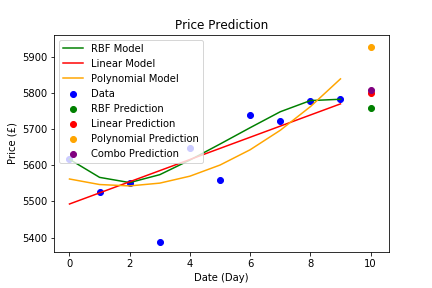 Price Prediction
RBF Model
Linear Model
Polynomial Model
Data
RBF Prediction
Linear Prediction
Polynomial Prediction
Combo Prediction
5900
5800
5700
5600
5500
5400
Price (£)
0 2 4 6 8 10
Date (Day)